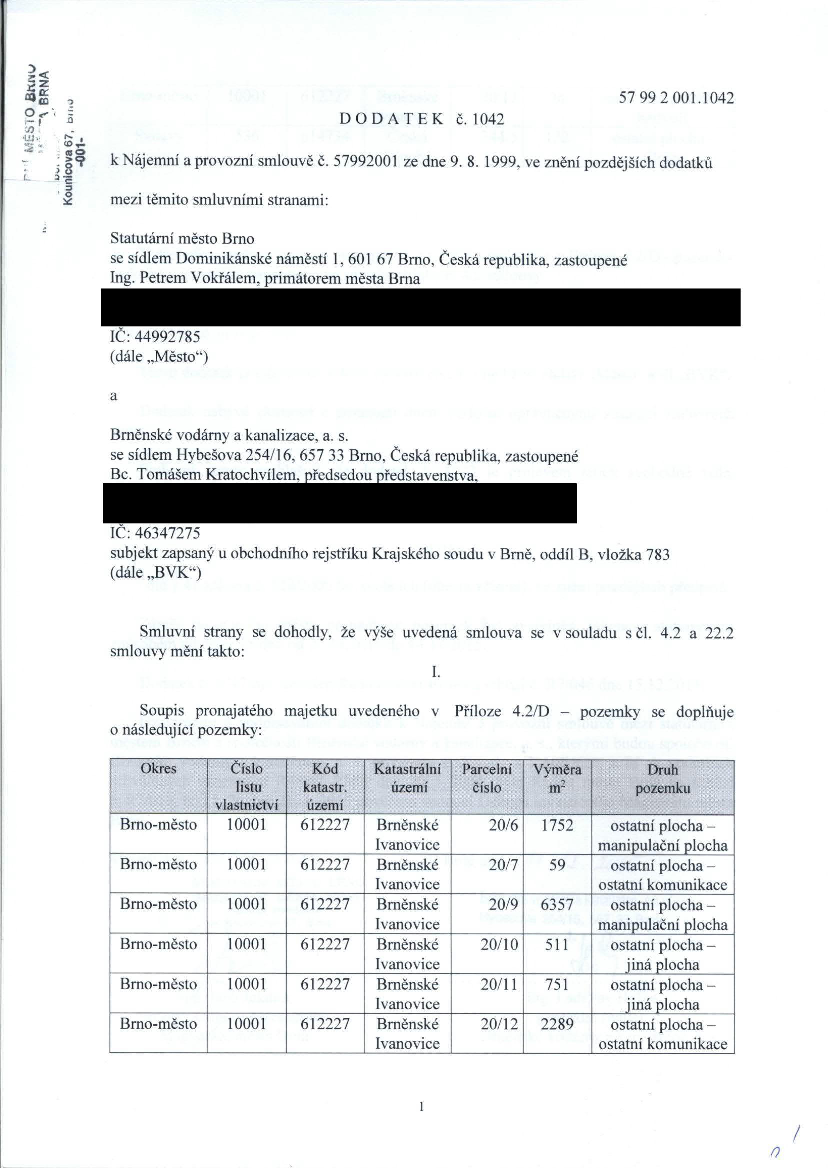 MĚSTO BRNO
BRNA
Kounicova 67, Brno
-001-
57 99 2 001.1042
D O D A T E K č. 1042
k Nájemní a provozní smlouvě č. 57992001 ze dne 9. 8. 1999, ve znění pozdějších dodatků
mezi těmito smluvními stranami:
Statutární město Brno
se sídlem Dominikánské náměstí 1, 601 67 Brno, Česká republika, zastoupené
Ing. Petrem Vokřálem, primátorem města Brna
IČ: 44992785
(dále „Město“)
a
Brněnské vodárny a kanalizace, a. s.
se sídlem Hybešova 254/16, 657 33 Brno, Česká republika, zastoupené
Bc. Tomášem Kratochvílem, předsedou představenstva,
IČ: 46347275
subjekt zapsaný u obchodního rejstříku Krajského soudu v Brně, oddíl B, vložka 783
(dále „BVK“)
Smluvní strany se dohodly, že výše uvedená smlouva se v souladu s čl. 4.2 a 22.2
smlouvy mění takto:
I.
Soupis pronajatého majetku uvedeného v Příloze 4.2/D – pozemky se doplňuje
o následující pozemky:
Okres Číslo Kód Katastrální Parcelní Výměra Druh
listu katastr. území číslo m² pozemku
vlastnictví území
Brno-město 10001 612227 Brněnské 20/6 1752 ostatní plocha –
Ivanovice manipulační plocha
Brno-město 10001 612227 Brněnské 20/7 59 ostatní plocha –
Ivanovice ostatní komunikace
Brno-město 10001 612227 Brněnské 20/9 6357 ostatní plocha –
Ivanovice manipulační plocha
Brno-město 10001 612227 Brněnské 20/10 511 ostatní plocha –
Ivanovice jiná plocha
Brno-město 10001 612227 Brněnské 20/11 751 ostatní plocha –
Ivanovice jiná plocha
Brno-město 10001 612227 Brněnské 20/12 2289 ostatní plocha –
Ivanovice ostatní komunikace
1